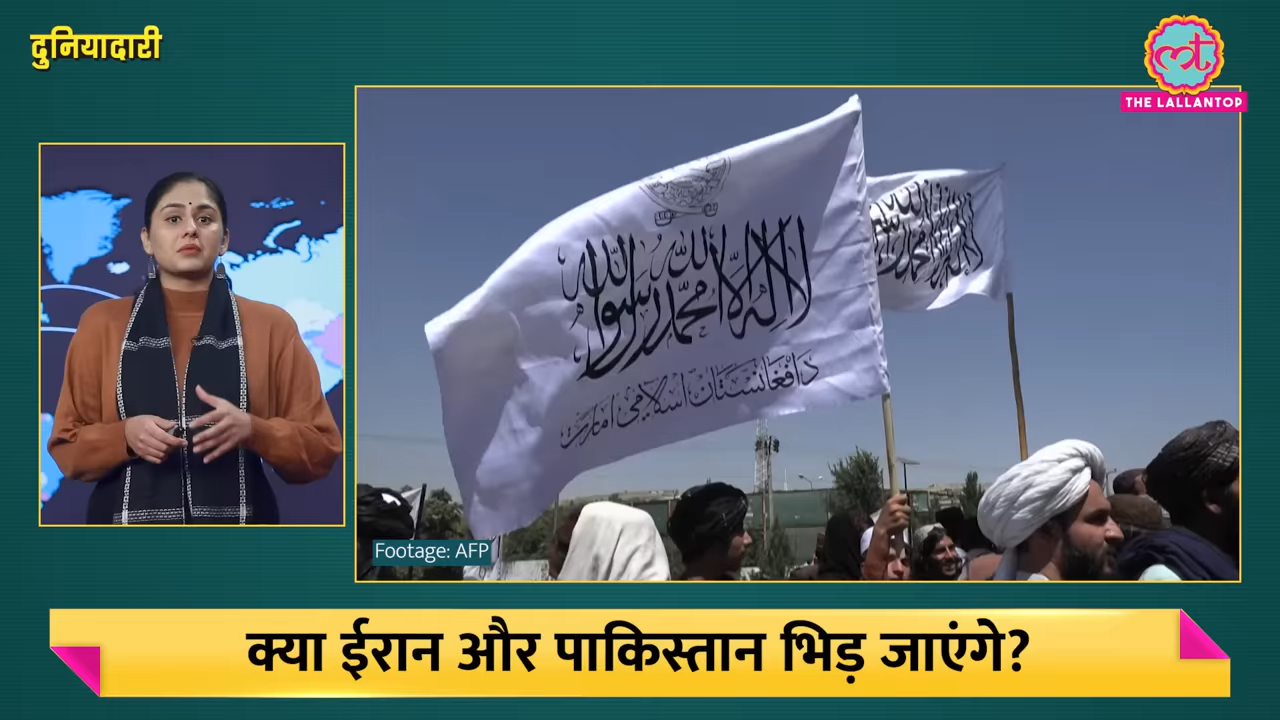 दुनियादारी
THE LALLANTOP
لا إله إلا الله محمد رسول الله
د افغانستان اسلامي امارت
Footage: AFP
क्या ईरान और पाकिस्तान भिड़ जाएंगे?